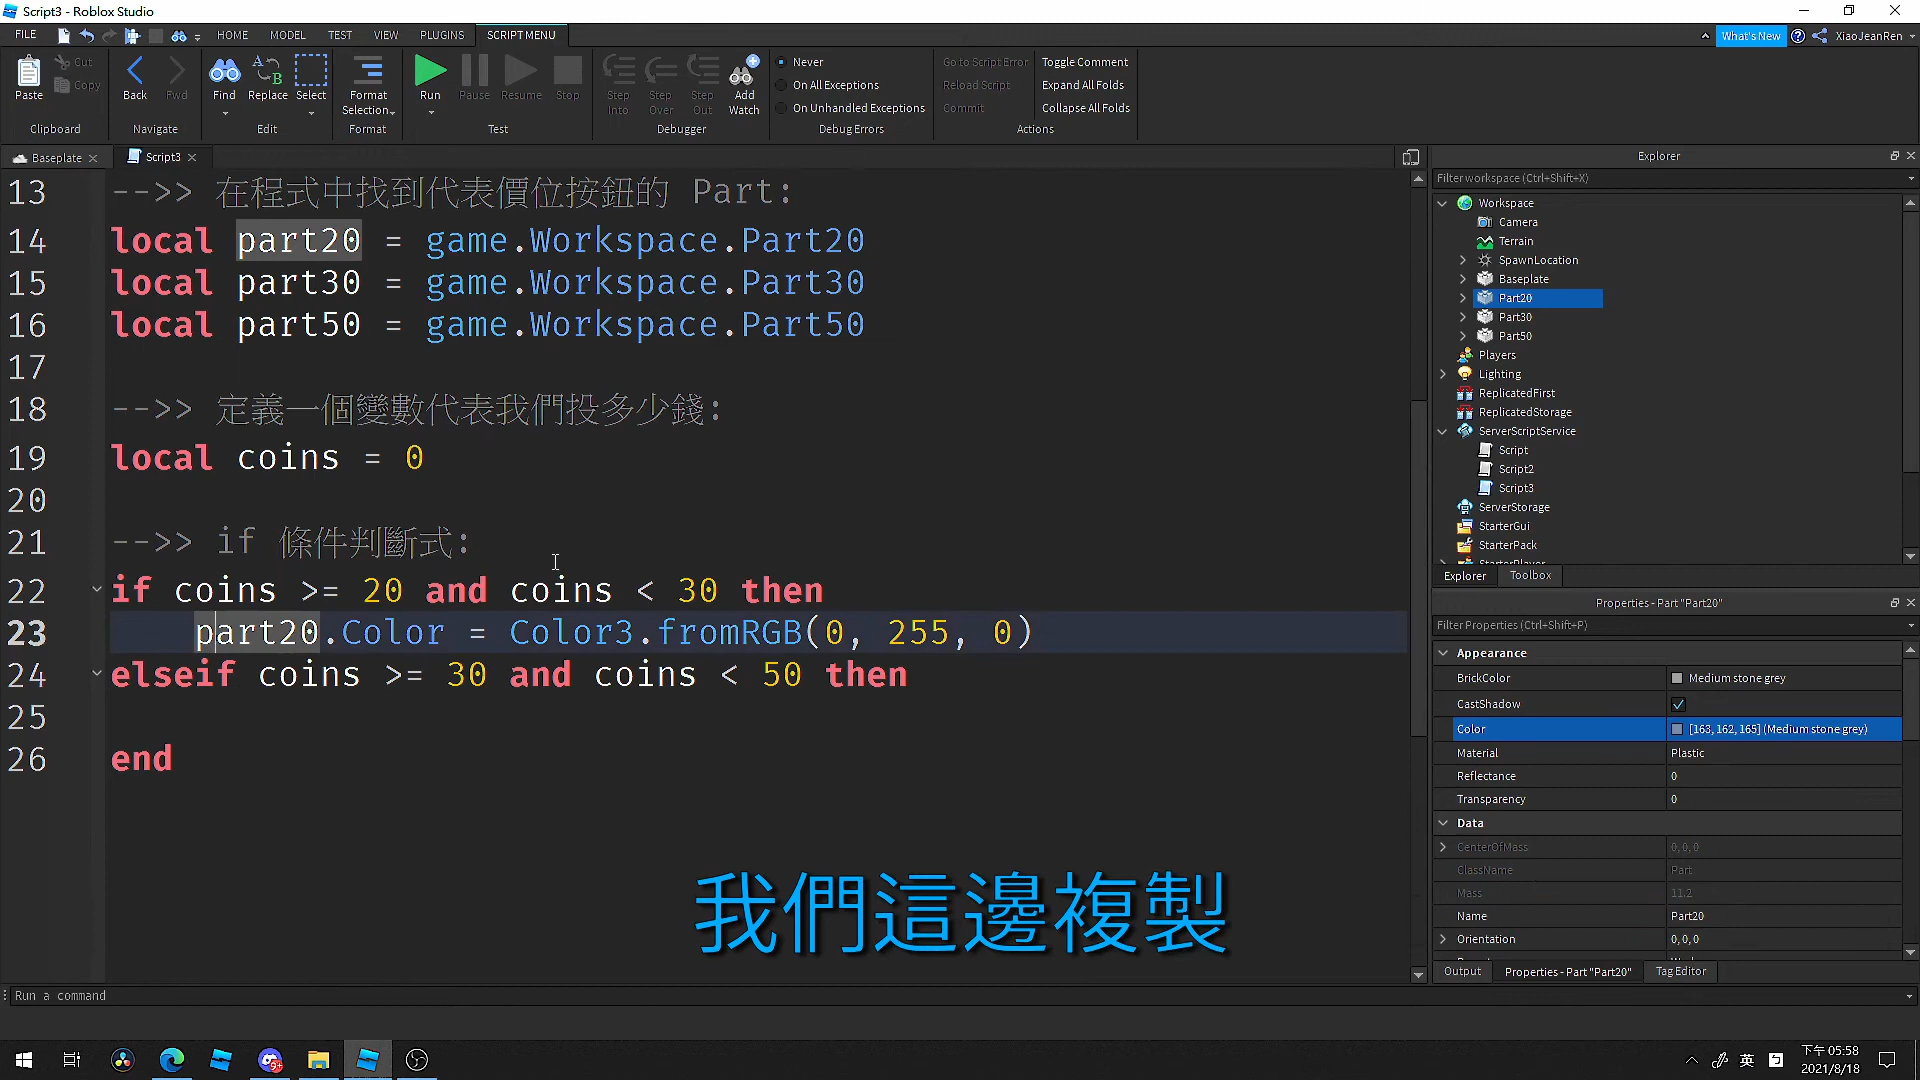 Script3 - Roblox Studio
FILE HOME MODEL TEST VIEW PLUGINS SCRIPT MENU What's New XiaoJeanRen
Paste Cut Copy Clipboard
Back Fwd Navigate
Find Replace Select Edit
Format Selection Format
Run Pause Resume Stop Test
Step Into Step Over Step Out Add Watch Debugger
Never
On All Exceptions
On Unhandled Exceptions
Debug Errors
Go to Script Error
Reload Script
Commit
Toggle Comment
Expand All Folds
Collapse All Folds
Actions
Baseplate Script3
13 -->> 在程式中找到代表價位按鈕的 Part:
14 local part20 = game.Workspace.Part20
15 local part30 = game.Workspace.Part30
16 local part50 = game.Workspace.Part50
17
18 -->> 定義一個變數代表我們投多少錢:
19 local coins = 0
20
21 -->> if 條件判斷式:
22 if coins >= 20 and coins < 30 then
23 part20.Color = Color3.fromRGB(0, 255, 0)
24 elseif coins >= 30 and coins < 50 then
25
26 end
我們這邊複製
Explorer
Filter workspace (Ctrl+Shift+X)
Workspace
Camera
Terrain
SpawnLocation
Baseplate
Part20
Part30
Part50
Players
Lighting
ReplicatedFirst
ReplicatedStorage
ServerScriptService
Script
Script2
Script3
ServerStorage
StarterGui
StarterPack
StarterPlayer
Explorer Toolbox
Properties - Part "Part20"
Filter Properties (Ctrl+Shift+P)
Appearance
BrickColor Medium stone grey
CastShadow
Color [163, 162, 165] (Medium stone grey)
Material Plastic
Reflectance 0
Transparency 0
Data
CenterOfMass 0, 0, 0
ClassName Part
Mass 11.2
Name Part20
Orientation 0, 0, 0
Output Properties - Part "Part20" Tag Editor
Run a command
英
下午 05:58
2021/8/18